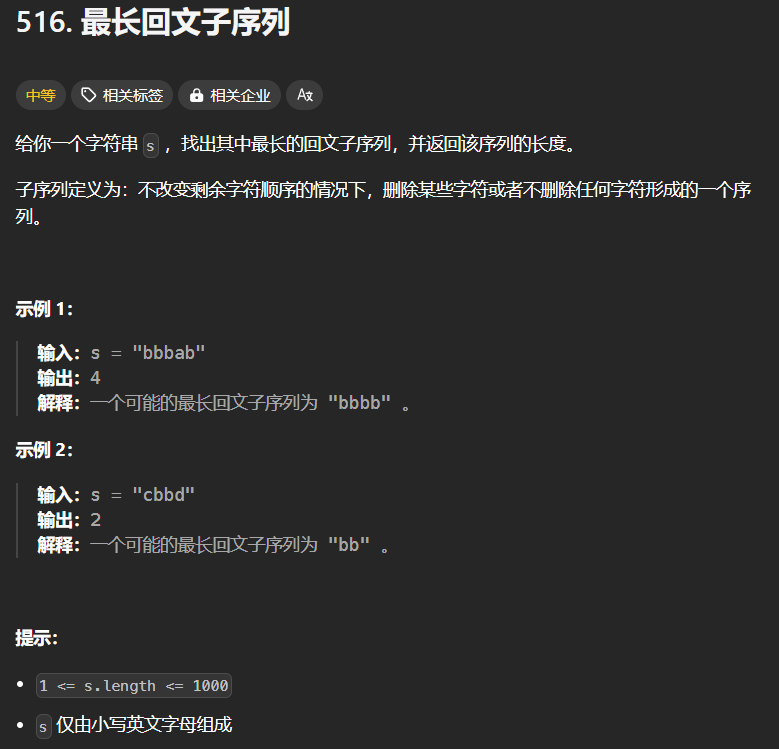 516. 最长回文子序列
中等 相关标签 相关企业 Aあ
给你一个字符串 s ，找出其中最长的回文子序列，并返回该序列的长度。
子序列定义为：不改变剩余字符顺序的情况下，删除某些字符或者不删除任何字符形成的一个序
列。
示例 1：
输入：s = "bbbab"
输出：4
解释：一个可能的最长回文子序列为 "bbbb" 。
示例 2：
输入：s = "cbbd"
输出：2
解释：一个可能的最长回文子序列为 "bb" 。
提示：
• 1 <= s.length <= 1000
• s 仅由小写英文字母组成